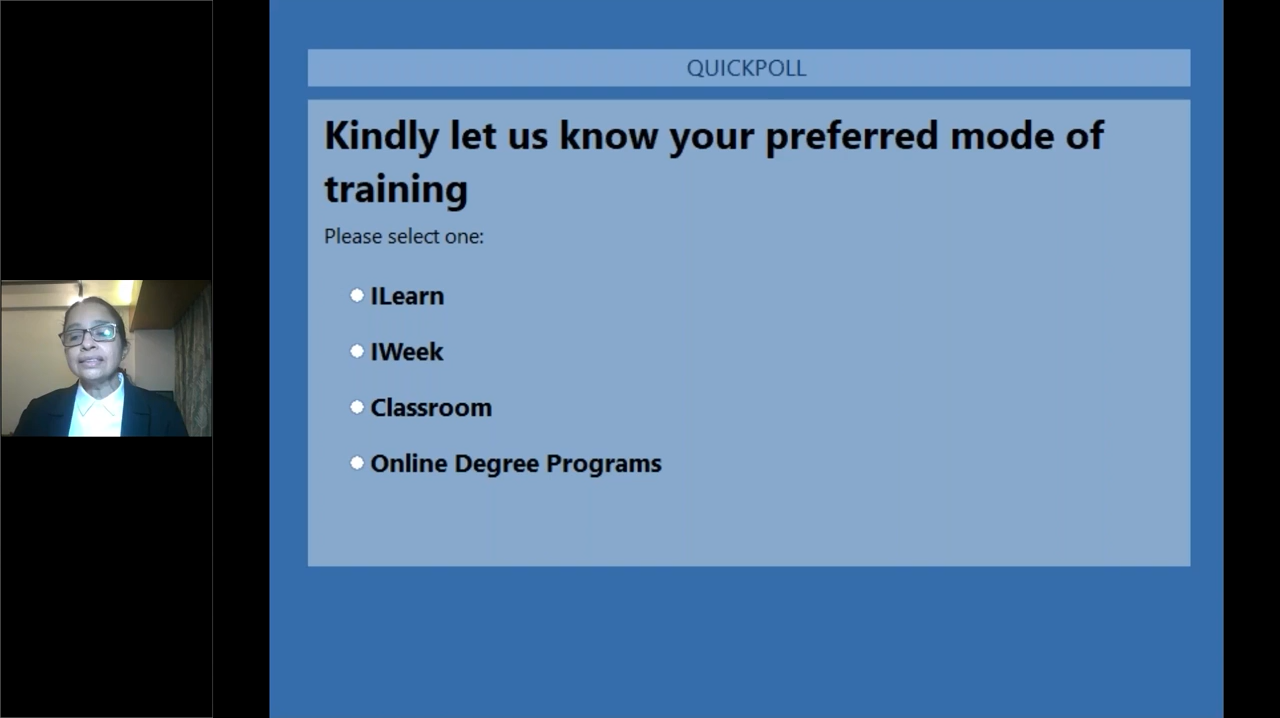 QUICKPOLL
Kindly let us know your preferred mode of
training
Please select one:
ILearn
IWeek
Classroom
Online Degree Programs